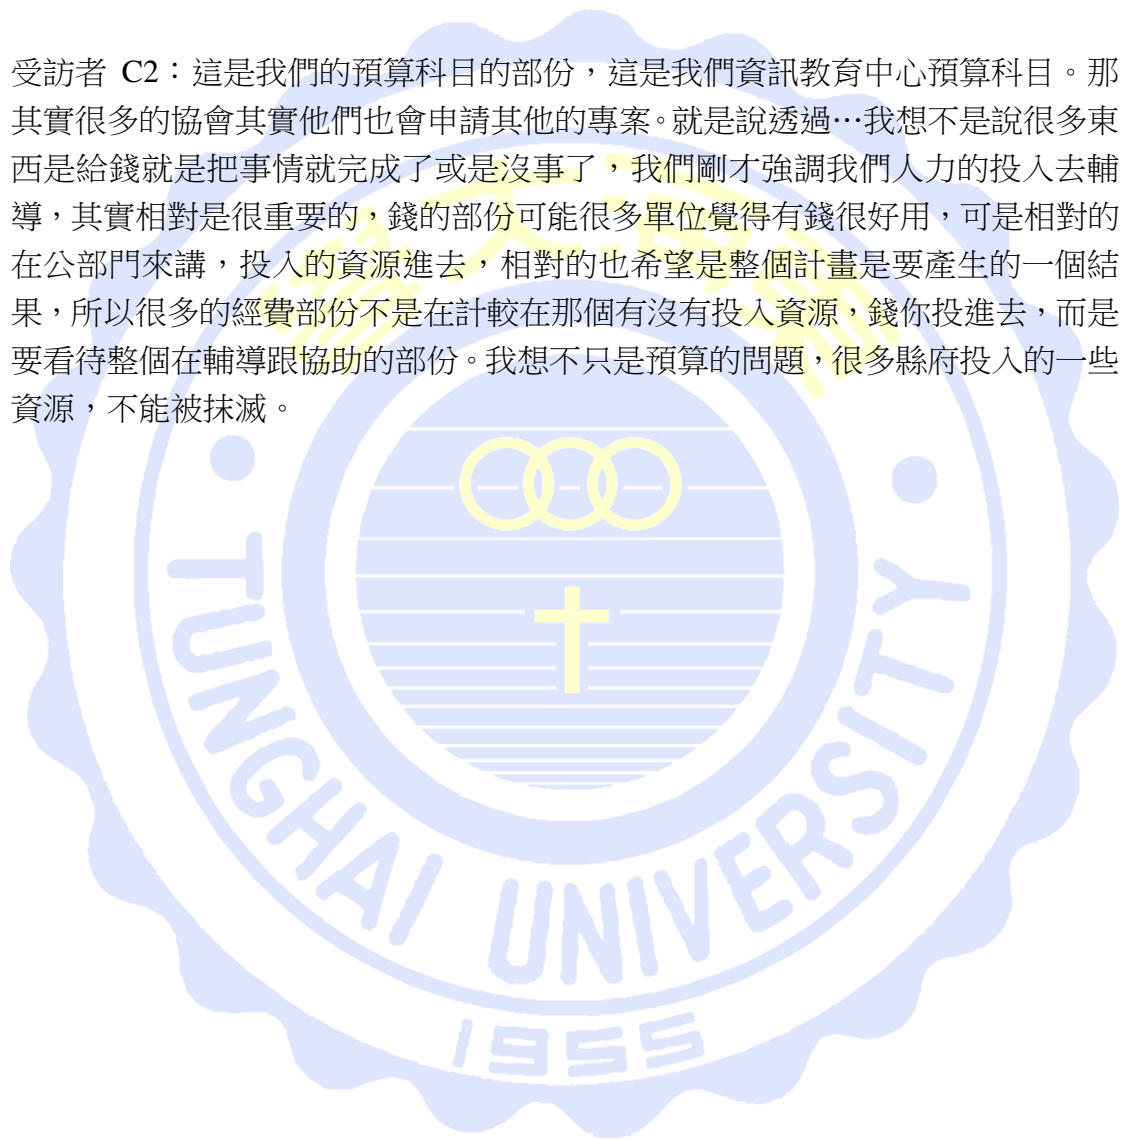 受訪者 C2：這是我們的預算科目的部份，這是我們資訊教育中心預算科目。那
其實很多的協會其實他們也會申請其他的專案。就是說透過…我想不是說很多東
西是給錢就是把事情就完成了或是沒事了，我們剛才強調我們人力的投入去輔
導，其實相對是很重要的，錢的部份可能很多單位覺得有錢很好用，可是相對的
在公部門來講，投入的資源進去，相對的也希望是整個計畫是要產生的一個結
果，所以很多的經費部份不是在計較在那個有沒有投入資源，錢你投進去，而是
要看待整個在輔導跟協助的部份。我想不只是預算的問題，很多縣府投入的一些
資源，不能被抹滅。
學大海東
TUNGHAI UNIVERSITY
1955